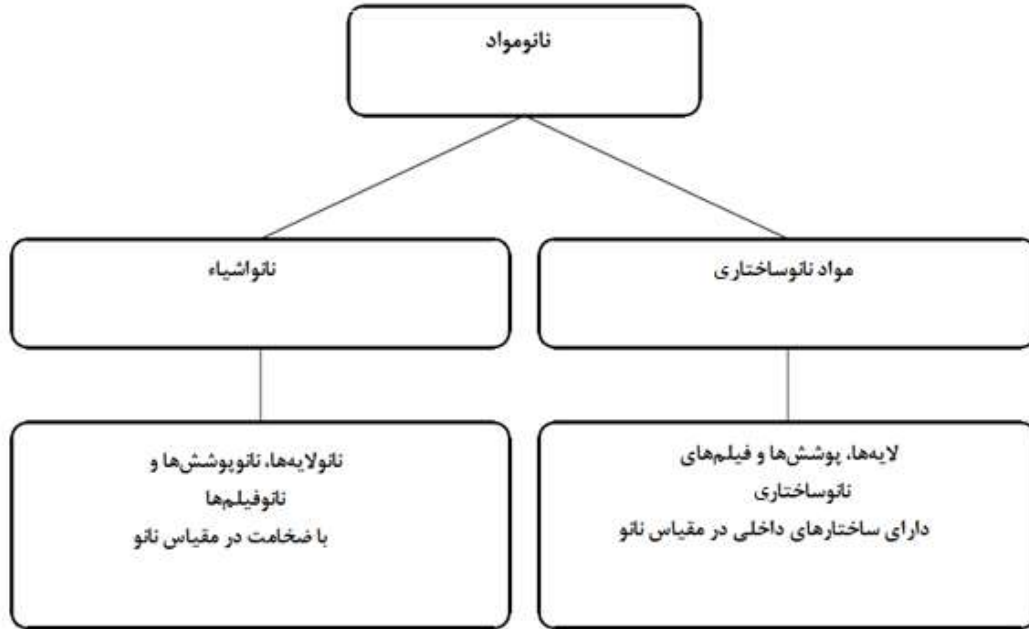 نانومواد
مواد نانوساختاری
نانواشیاء
لایه‌ها، پوشش‌ها و فیلم‌های
نانوساختاری
دارای ساختارهای داخلی در مقیاس نانو
نانولایه‌ها، نانوپوشش‌ها و
نانوفیلم‌ها
با ضخامت در مقیاس نانو